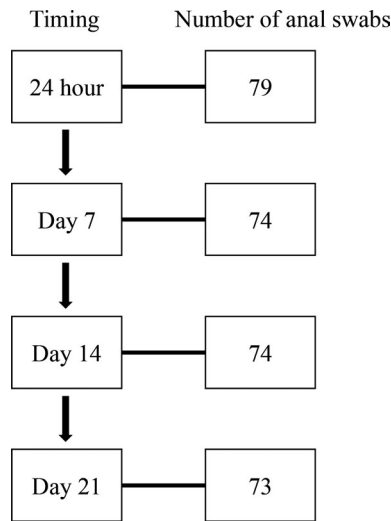 Timing Number of anal swabs
24 hour 79
Day 7 74
Day 14 74
Day 21 73